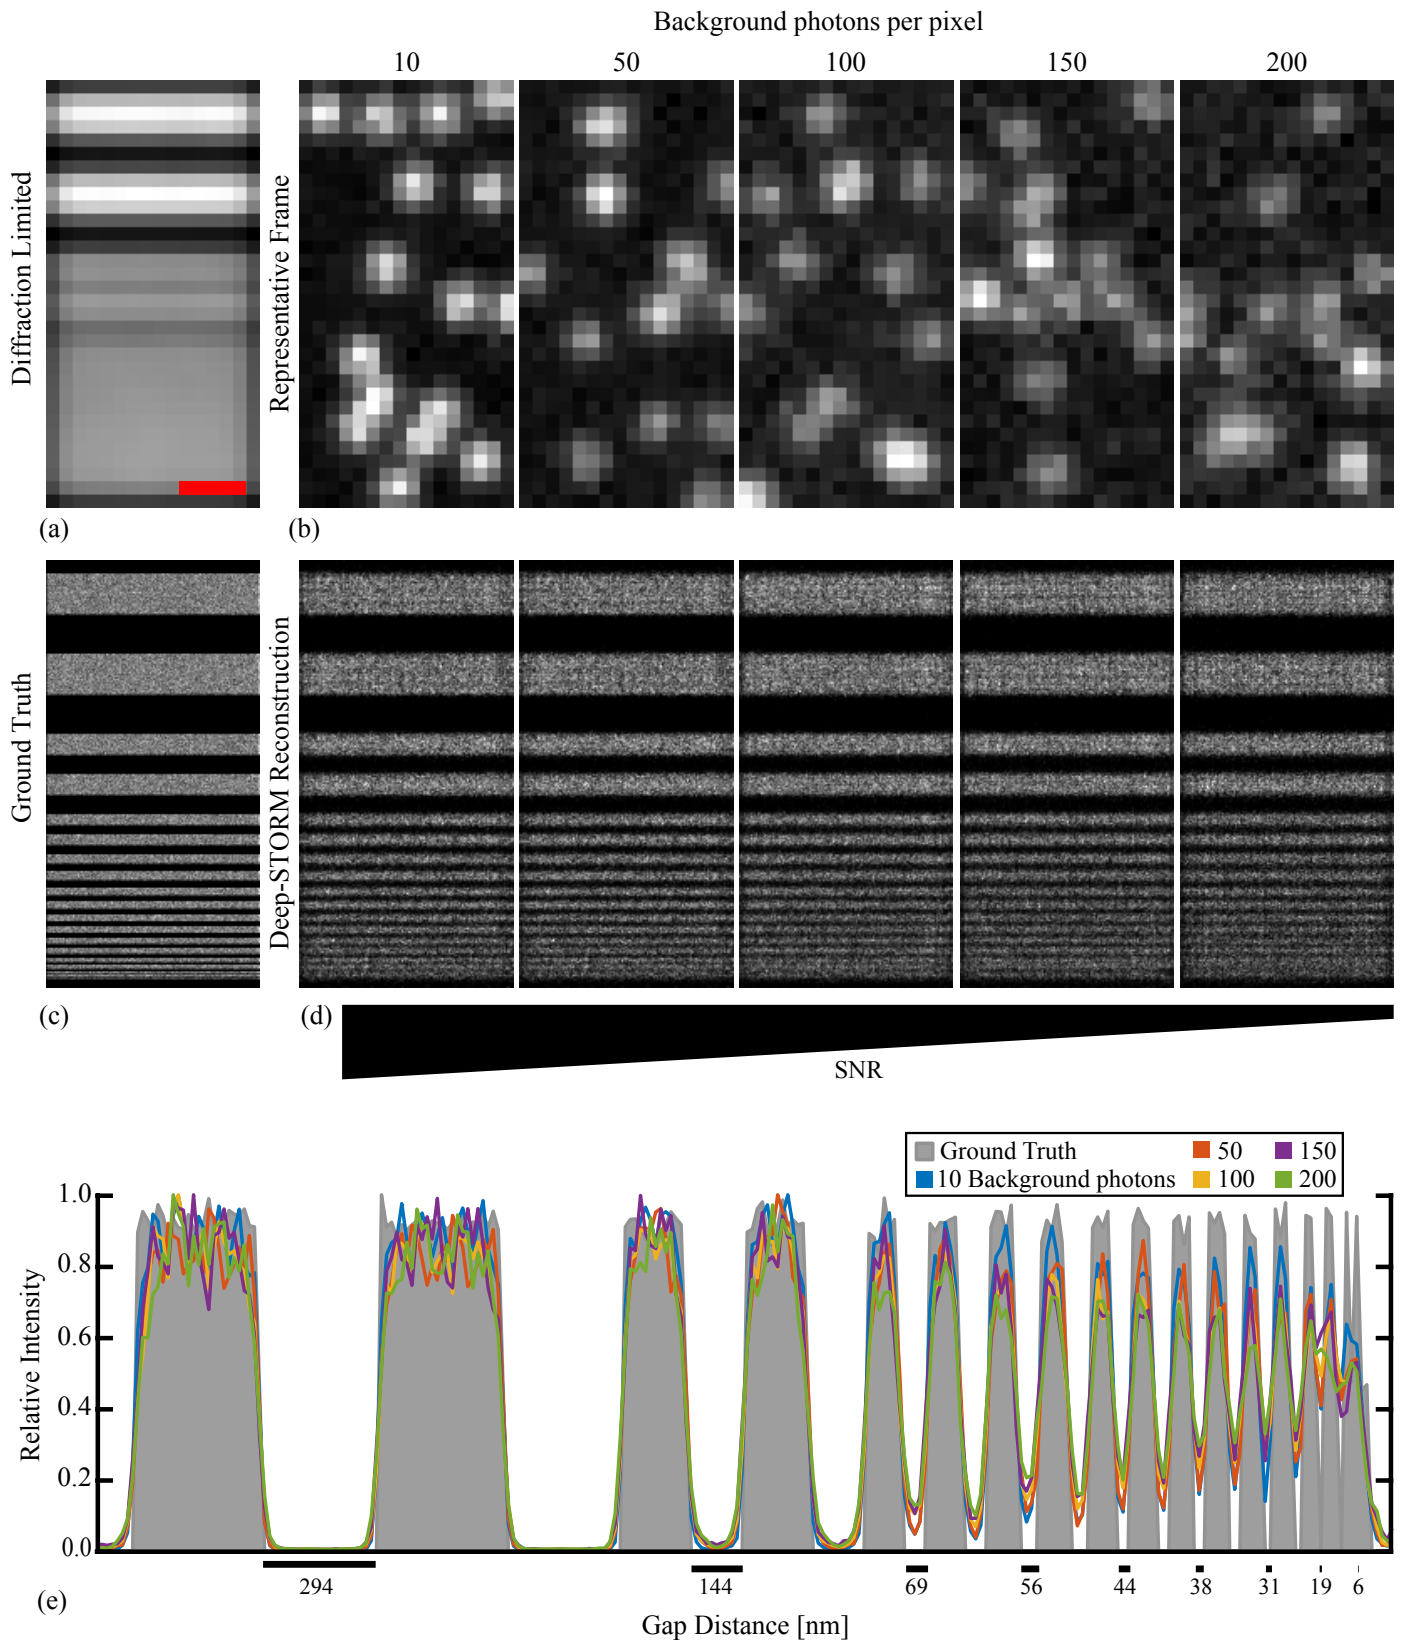 Background photons per pixel
10 50 100 150 200
Diffraction Limited
Representative Frame
(a) (b)
Ground Truth
Deep-STORM Reconstruction
(c) (d)
SNR
Ground Truth 50 150
10 Background photons 100 200
1.0
0.8
0.6
0.4
0.2
0.0
Relative Intensity
294 144 69 56 44 38 31 19 6
(e)
Gap Distance [nm]